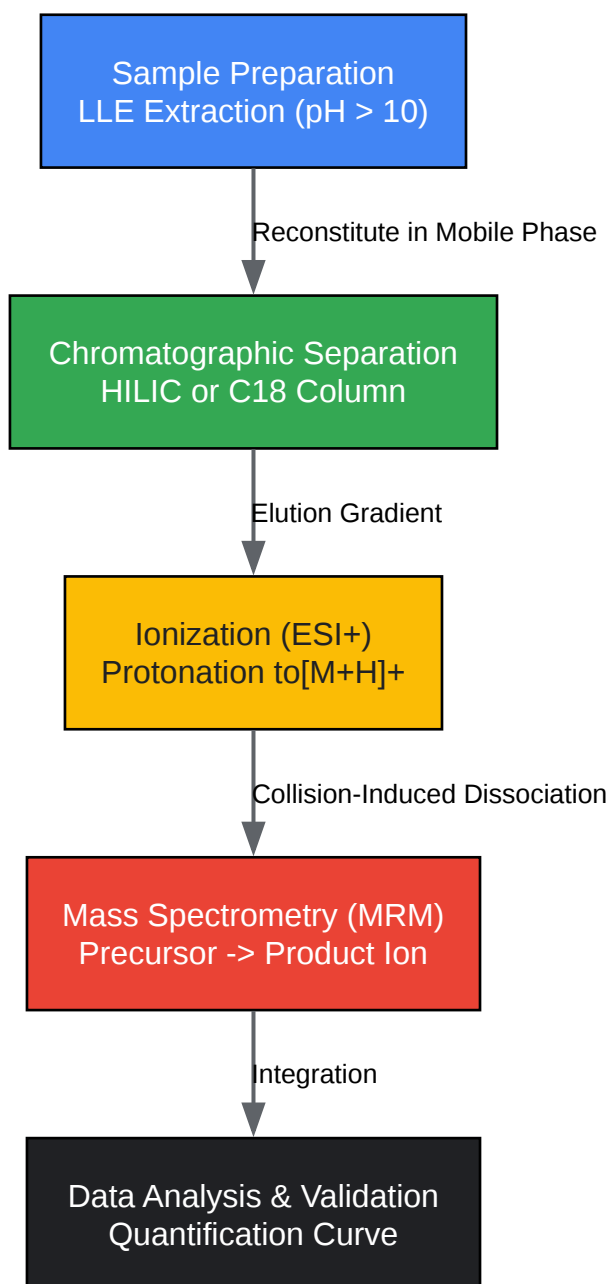 Sample Preparation
LLE Extraction (pH > 10)
Reconstitute in Mobile Phase
Chromatographic Separation
HILIC or C18 Column
Elution Gradient
Ionization (ESI+)
Protonation to[M+H]+
Collision-Induced Dissociation
Mass Spectrometry (MRM)
Precursor -> Product Ion
Integration
Data Analysis & Validation
Quantification Curve